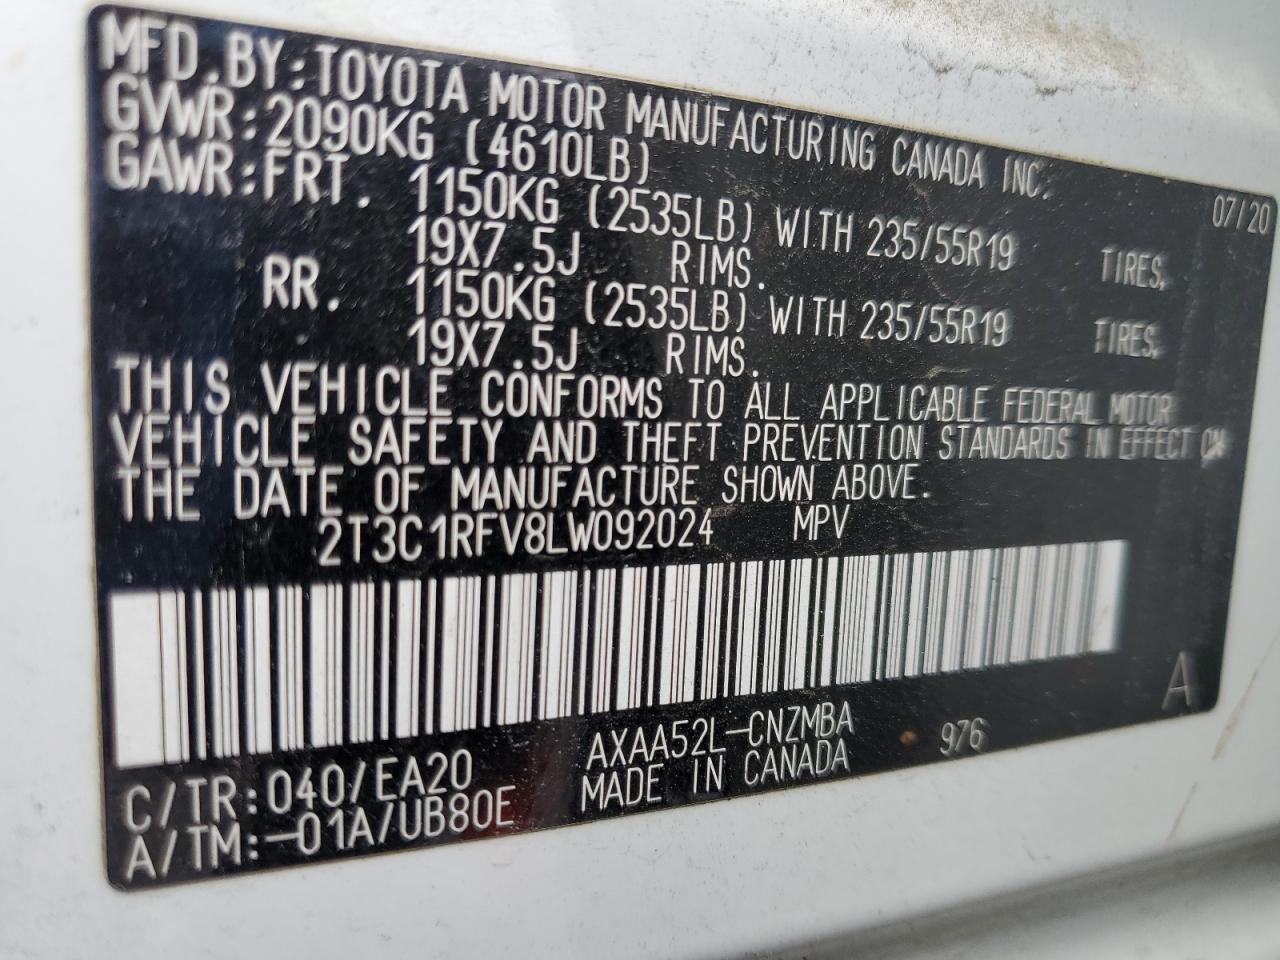 MFD.BY:TOYOTA MOTOR MANUFACTURING CANADA INC. 07/20
GVWR:2090KG (4610LB)
GAWR:FRT. 1150KG (2535LB) WITH 235/55R19 TIRES,
19X7.5J RIMS.
RR. 1150KG (2535LB) WITH 235/55R19 TIRES,
19X7.5J RIMS.
THIS VEHICLE CONFORMS TO ALL APPLICABLE FEDERAL MOTOR
VEHICLE SAFETY AND THEFT PREVENTION STANDARDS IN EFFECT ON
THE DATE OF MANUFACTURE SHOWN ABOVE.
2T3C1RFV8LW092024 MPV
A
C/TR:040/EA20 AXAA52L-CNZMBA 976
A/TM:-01A/UB80E MADE IN CANADA